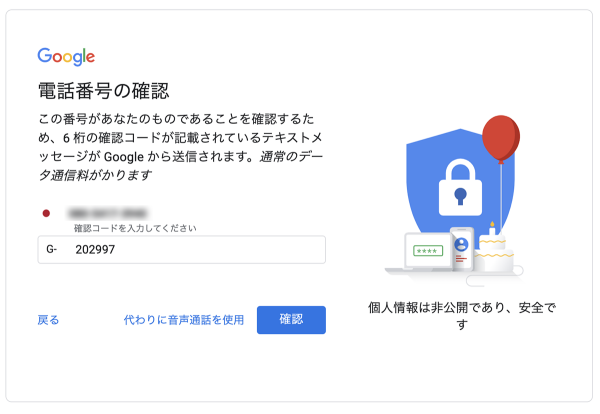 Google
電話番号の確認
この番号があなたのものであることを確認するた
め、6 桁の確認コードが記載されているテキストメ
ッセージが Google から送信されます。通常のデー
タ通信料がかります
確認コードを入力してください
G- 202997
戻る
代わりに音声通話を使用
確認
****
個人情報は非公開であり、安全で
す